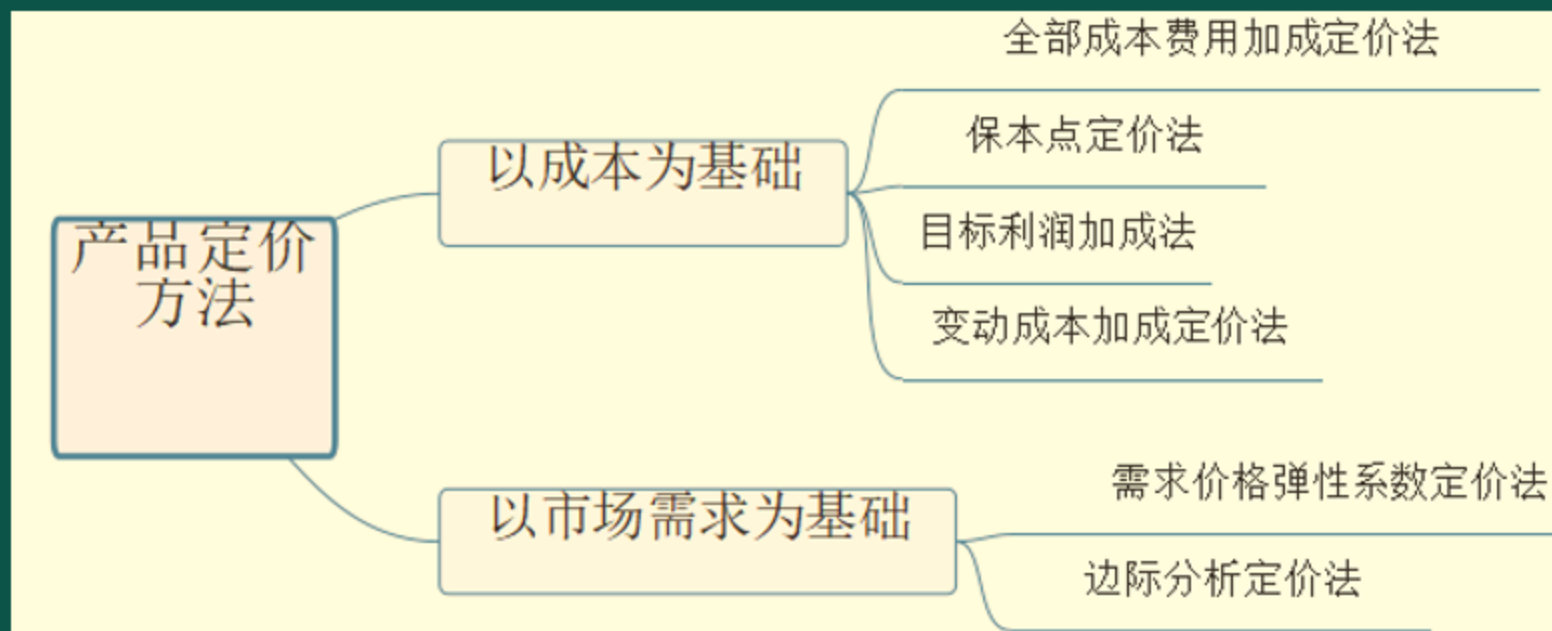 产品定价
方法
以成本为基础
全部成本费用加成定价法
保本点定价法
目标利润加成法
变动成本加成定价法
以市场需求为基础
需求价格弹性系数定价法
边际分析定价法